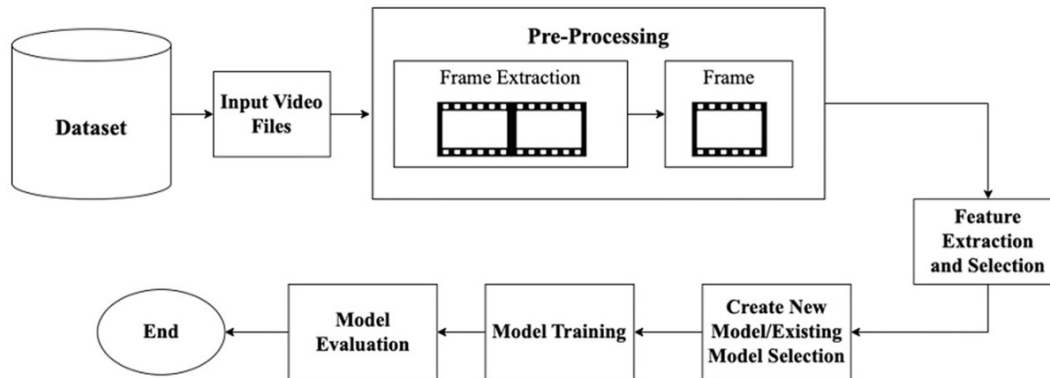 Pre-Processing
Frame Extraction
Frame
Dataset
Input Video
Files
Feature
Extraction
and Selection
Create New
Model/Existing
Model Selection
Model Training
Model
Evaluation
End